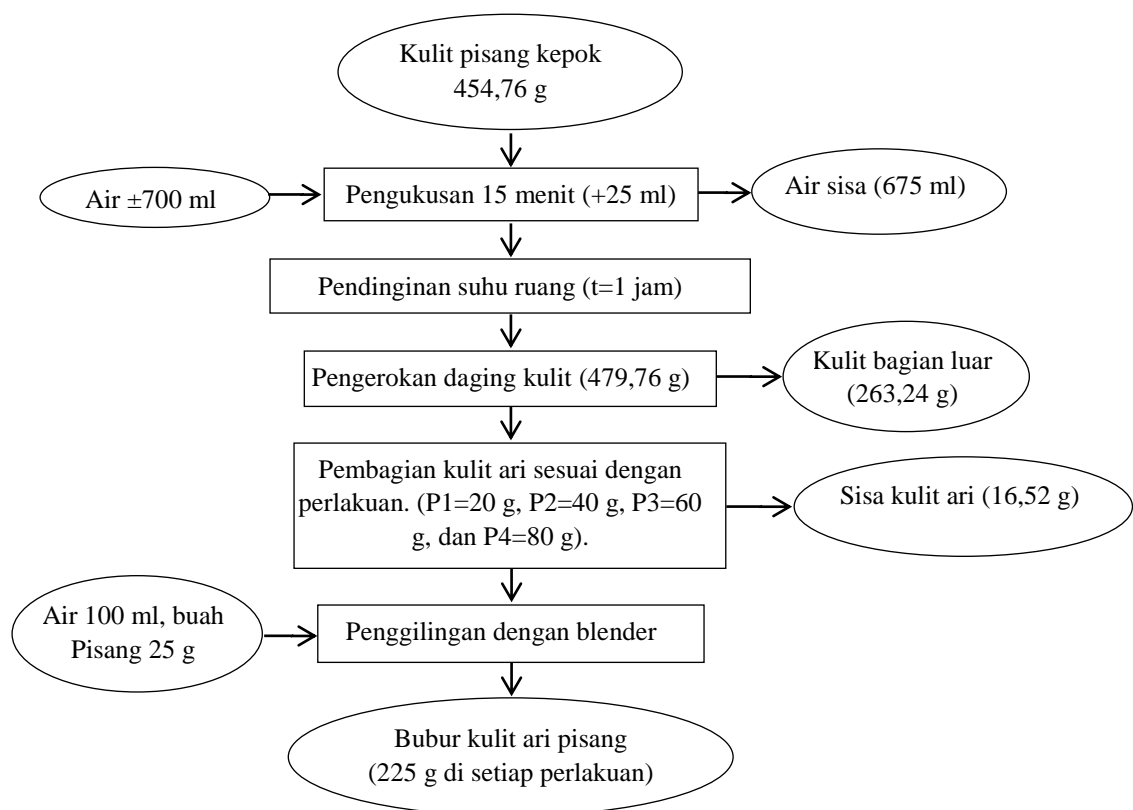 Kulit pisang kepok
454,76 g
Air ±700 ml
Pengukusan 15 menit (+25 ml)
Air sisa (675 ml)
Pendinginan suhu ruang (t=1 jam)
Pengerokan daging kulit (479,76 g)
Kulit bagian luar
(263,24 g)
Pembagian kulit ari sesuai dengan
perlakuan. (P1=20 g, P2=40 g, P3=60
g, dan P4=80 g).
Sisa kulit ari (16,52 g)
Air 100 ml, buah
Pisang 25 g
Penggilingan dengan blender
Bubur kulit ari pisang
(225 g di setiap perlakuan)